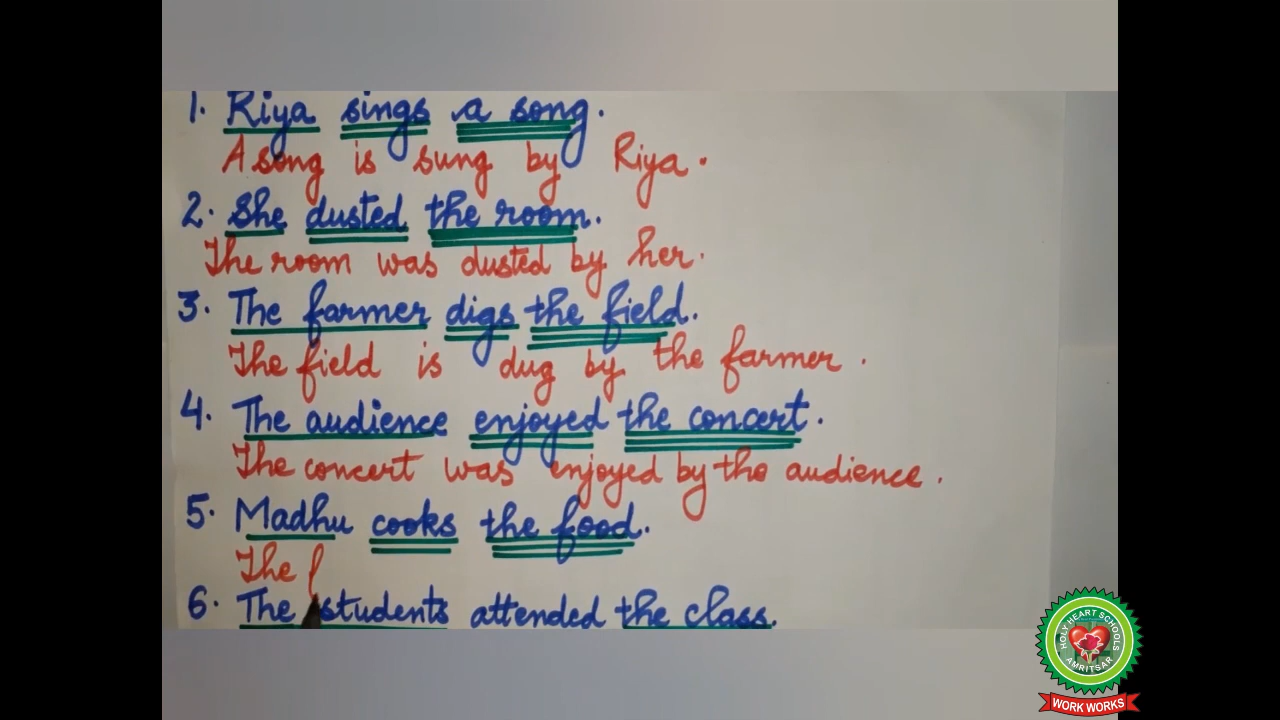 1. Riya sings a song.
A song is sung by Riya.
2. She dusted the room.
The room was dusted by her.
3. The farmer digs the field.
The field is dug by the farmer.
4. The audience enjoyed the concert.
The concert was enjoyed by the audience.
5. Madhu cooks the food.
The f
6. The students attended the class.
HOLY HEART SCHOOLS
AMRITSAR
WORK WORKS